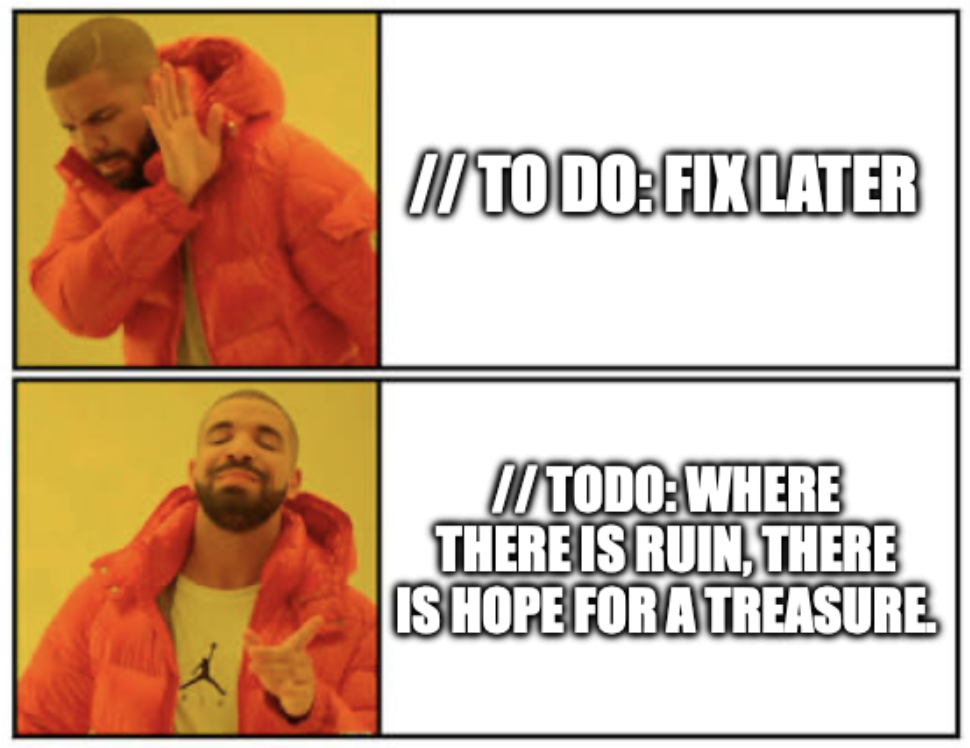 // TO DO: FIX LATER
// TODO: WHERE
THERE IS RUIN, THERE
IS HOPE FOR A TREASURE.